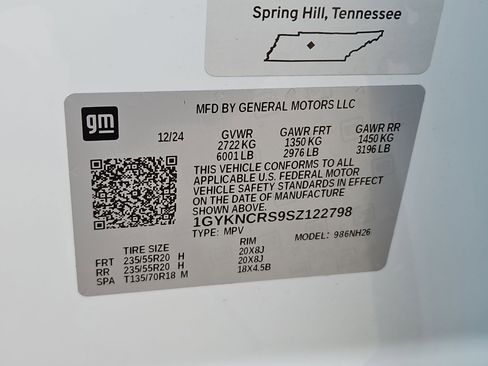 Spring Hill, Tennessee
gm
MFD BY GENERAL MOTORS LLC
12/24 GVWR GAWR FRT GAWR RR
2722 KG 1350 KG 1450 KG
6001 LB 2976 LB 3196 LB
THIS VEHICLE CONFORMS TO ALL
APPLICABLE U.S. FEDERAL MOTOR
VEHICLE SAFETY STANDARDS IN EFFECT
ON THE DATE OF MANUFACTURE
SHOWN ABOVE.
1GYKNCRS9SZ122798
TYPE: MPV MODEL: 986NH26
TIRE SIZE RIM
FRT 235/55R20 H 20X8J
RR 235/55R20 H 20X8J
SPA T135/70R18 M 18X4.5B